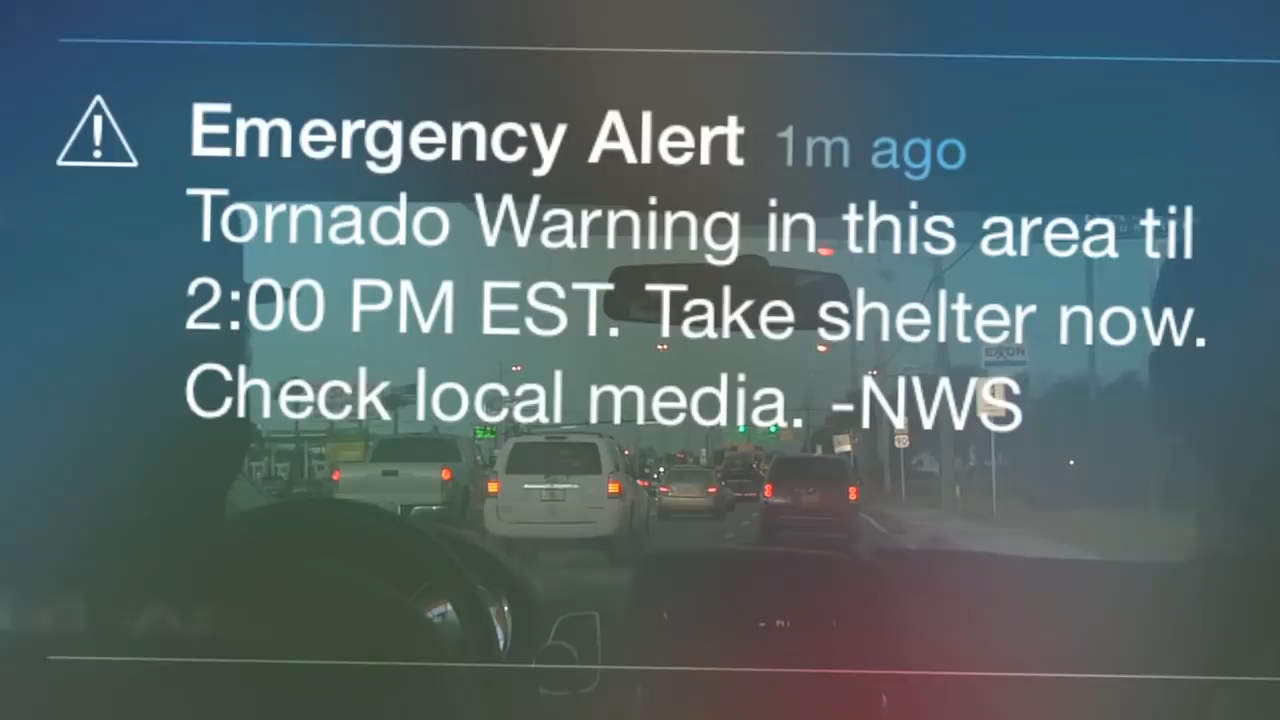 Emergency Alert 1m ago
Tornado Warning in this area til
2:00 PM EST. Take shelter now.
Check local media. -NWS
EXXON